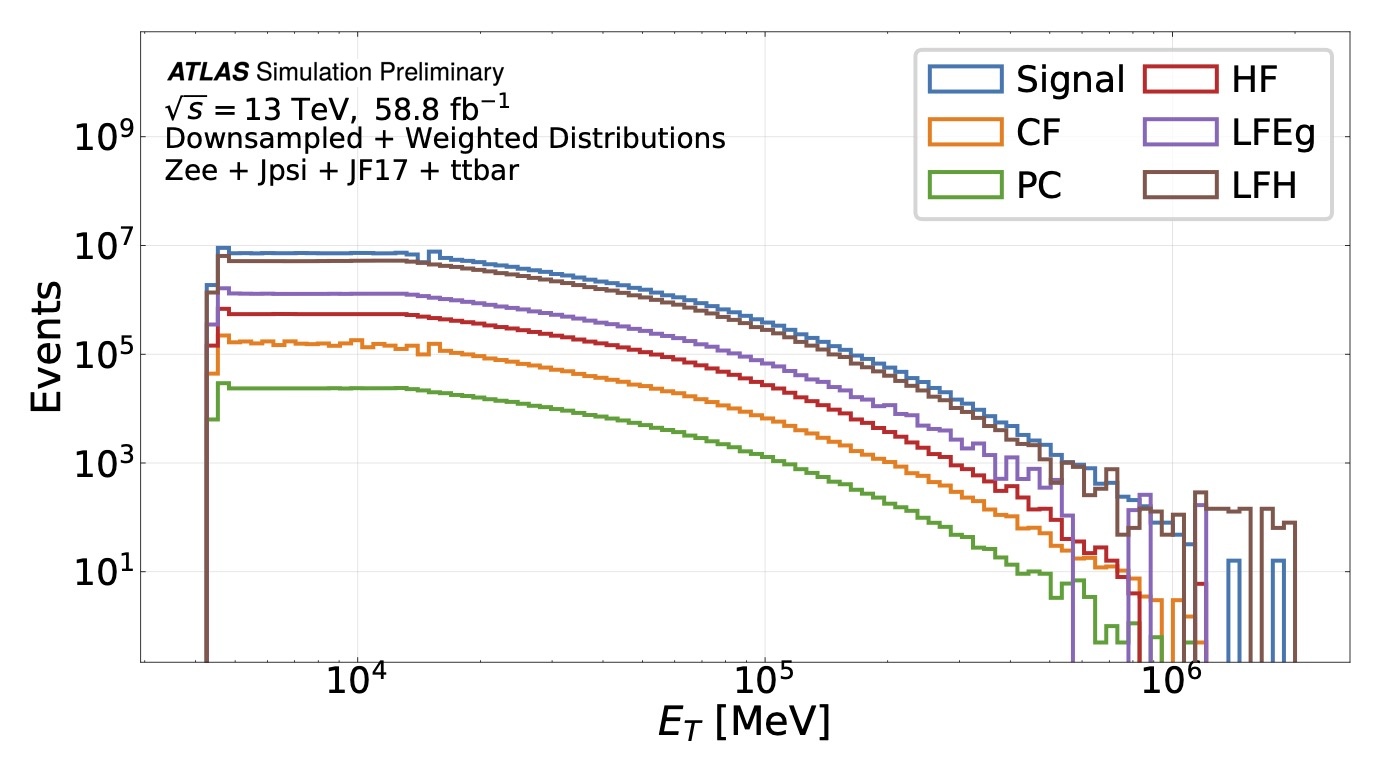 ATLAS Simulation Preliminary
√s = 13 TeV, 58.8 fb⁻¹
Downsampled + Weighted Distributions
Zee + Jpsi + JF17 + ttbar
Signal HF
CF LFEg
PC LFH
10⁹
10⁷
10⁵
10³
10¹
Events
10⁴ 10⁵ 10⁶
E_T [MeV]